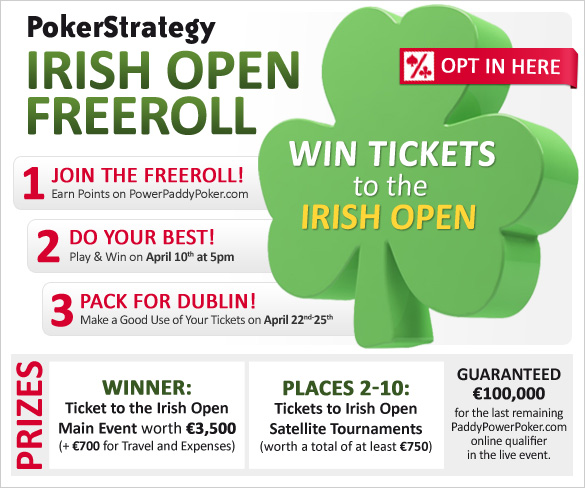 PokerStrategy
IRISH OPEN
FREEROLL
OPT IN HERE
WIN TICKETS
to the
IRISH OPEN
1 JOIN THE FREEROLL!
Earn Points on PowerPaddyPoker.com
2 DO YOUR BEST!
Play & Win on April 10th at 5pm
3 PACK FOR DUBLIN!
Make a Good Use of Your Tickets on April 22nd-25th
PRIZES
WINNER:
Ticket to the Irish Open
Main Event worth €3,500
(+ €700 for Travel and Expenses)
PLACES 2-10:
Tickets to Irish Open
Satellite Tournaments
(worth a total of at least €750)
GUARANTEED
€100,000
for the last remaining
PaddyPowerPoker.com
online qualifier
in the live event.